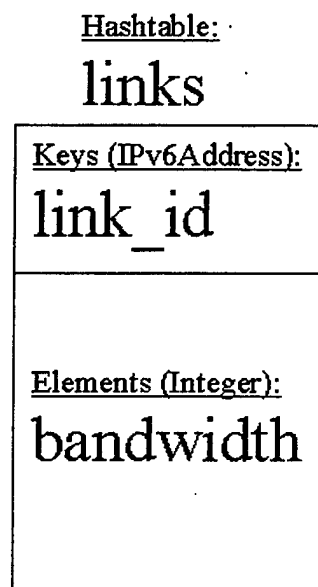 Hashtable:
links
Keys (IPv6Address):
link_id
Elements (Integer):
bandwidth